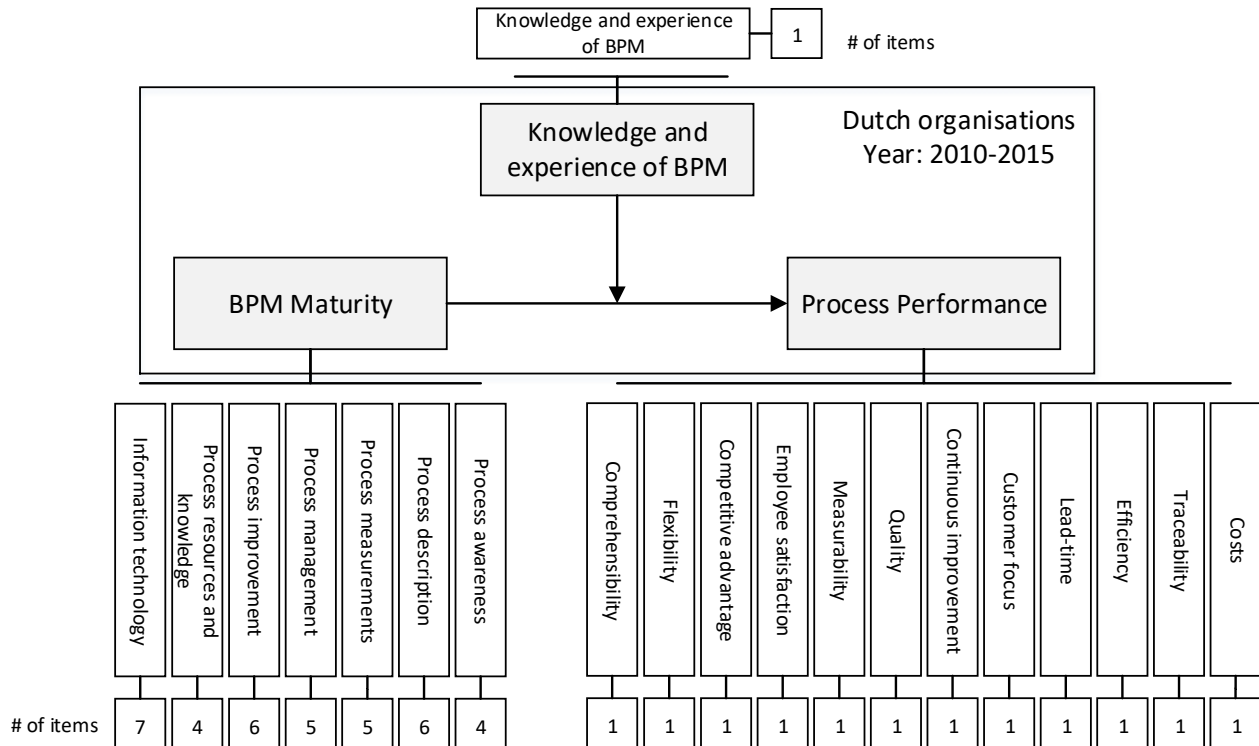 Knowledge and experience
of BPM
1
# of items
Knowledge and
experience of BPM
Dutch organisations
Year: 2010-2015
BPM Maturity
Process Performance
Information technology
Process resources and
knowledge
Process improvement
Process management
Process measurements
Process description
Process awareness
Comprehensibility
Flexibility
Competitive advantage
Employee satisfaction
Measurability
Quality
Continuous improvement
Customer focus
Lead-time
Efficiency
Traceability
Costs
# of items
7
4
6
5
5
6
4
1
1
1
1
1
1
1
1
1
1
1
1